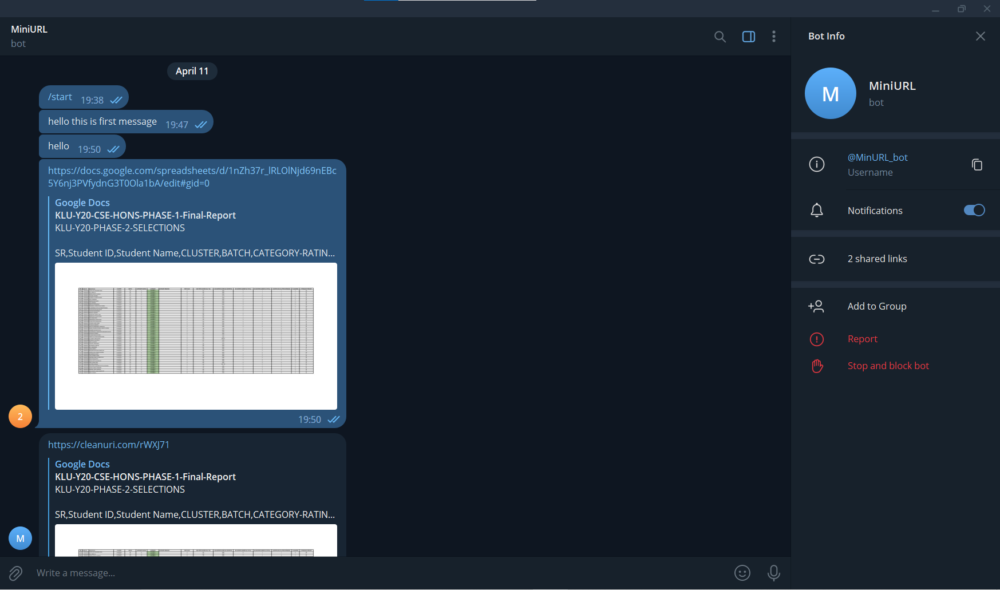 MiniURL
bot
April 11
/start 19:38
hello this is first message 19:47
hello 19:50
https://docs.google.com/spreadsheets/d/1nZh37r_lRLOlNjd69nEBc
5Y6nj3PVfydnG3T0Ola1bA/edit#gid=0
Google Docs
KLU-Y20-CSE-HONS-PHASE-1-Final-Report
KLU-Y20-PHASE-2-SELECTIONS
SR,Student ID,Student Name,CLUSTER,BATCH,CATEGORY-RATIN...
19:50
2
https://cleanuri.com/rWXJ71
Google Docs
KLU-Y20-CSE-HONS-PHASE-1-Final-Report
KLU-Y20-PHASE-2-SELECTIONS
SR,Student ID,Student Name,CLUSTER,BATCH,CATEGORY-RATIN...
M
Write a message...
Bot Info
M
MiniURL
bot
@MinURL_bot
Username
Notifications
2 shared links
Add to Group
Report
Stop and block bot